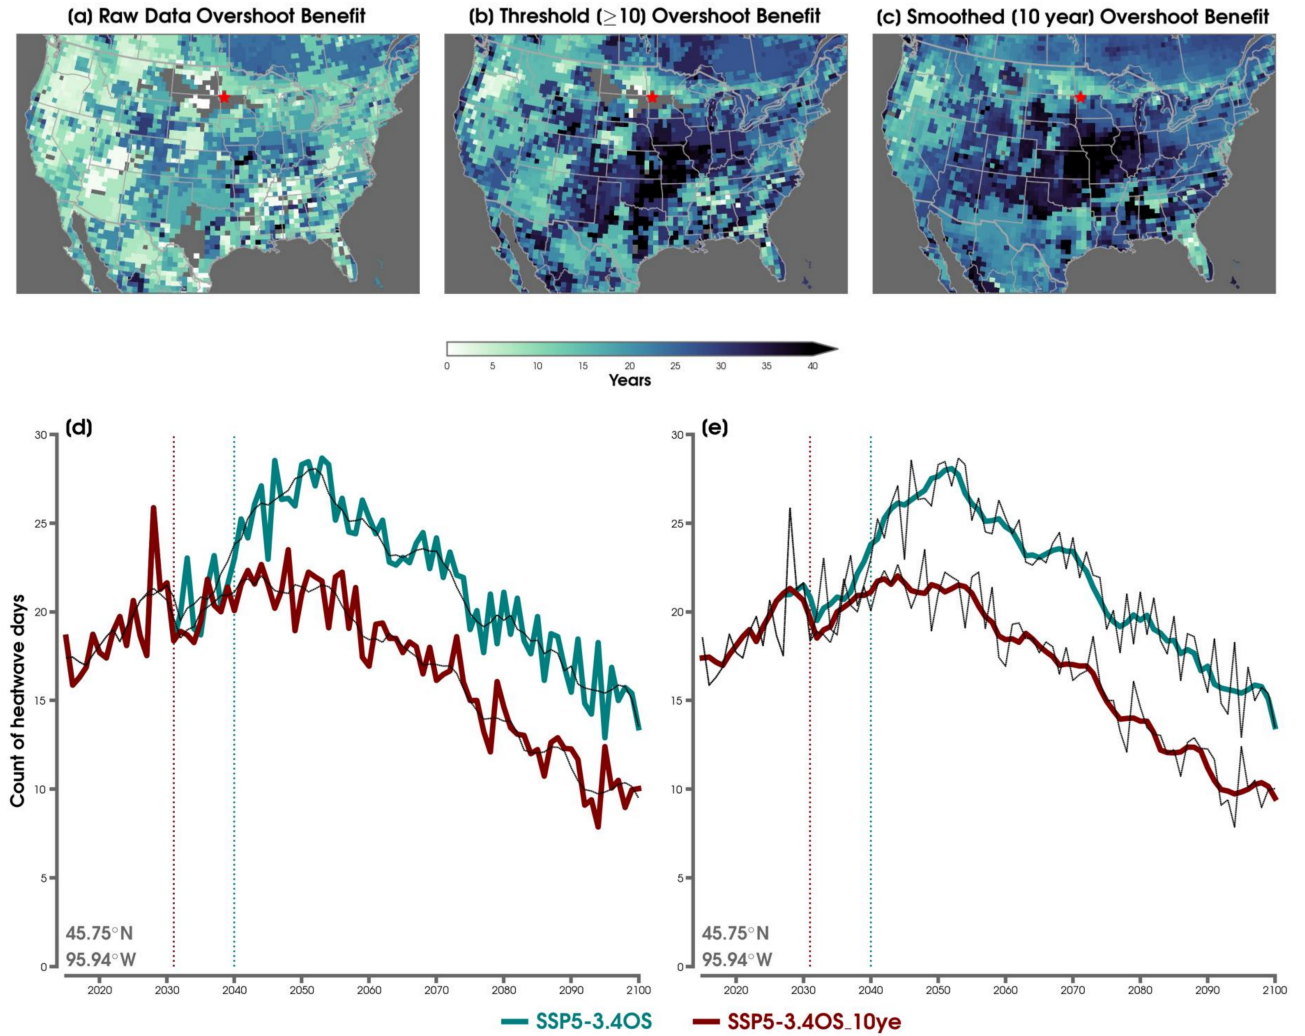 (a) Raw Data Overshoot Benefit
(b) Threshold (≥10) Overshoot Benefit
(c) Smoothed (10 year) Overshoot Benefit
0 5 10 15 20 25 30 35 40
Years
(d)
30
25
20
15
10
5
0
Count of heatwave days
45.75°N
95.94°W
2020 2030 2040 2050 2060 2070 2080 2090 2100
(e)
30
25
20
15
10
5
0
45.75°N
95.94°W
2020 2030 2040 2050 2060 2070 2080 2090 2100
SSP5-3.4OS SSP5-3.4OS_10ye